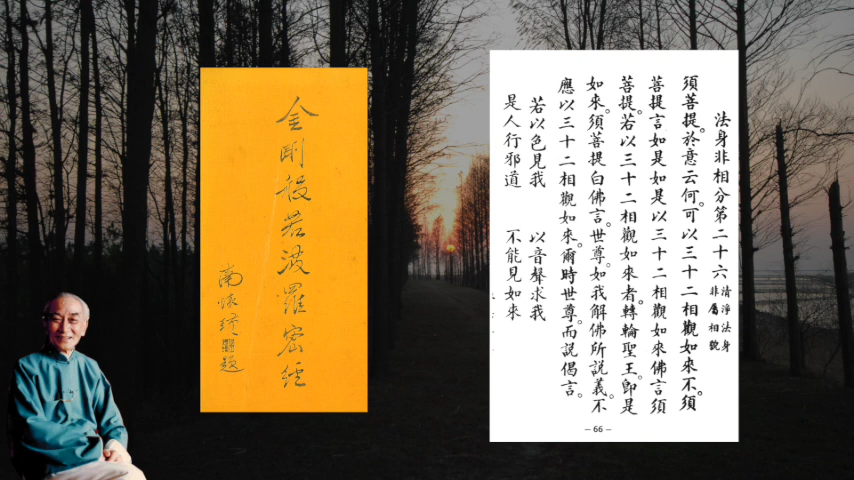 金剛般若波羅密經
南懷瑾題
法身非相分第二十六
清淨法身
非屬相貌
須菩提。於意云何。可以三十二相觀如來不。須
菩提言如是如是以三十二相觀如來佛言須
菩提。若以三十二相觀如來者。轉輪聖王。即是
如來。須菩提白佛言。世尊。如我解佛所說義。不
應以三十二相觀如來。爾時世尊。而說偈言。
若以色見我 以音聲求我
是人行邪道 不能見如來
— 66 —